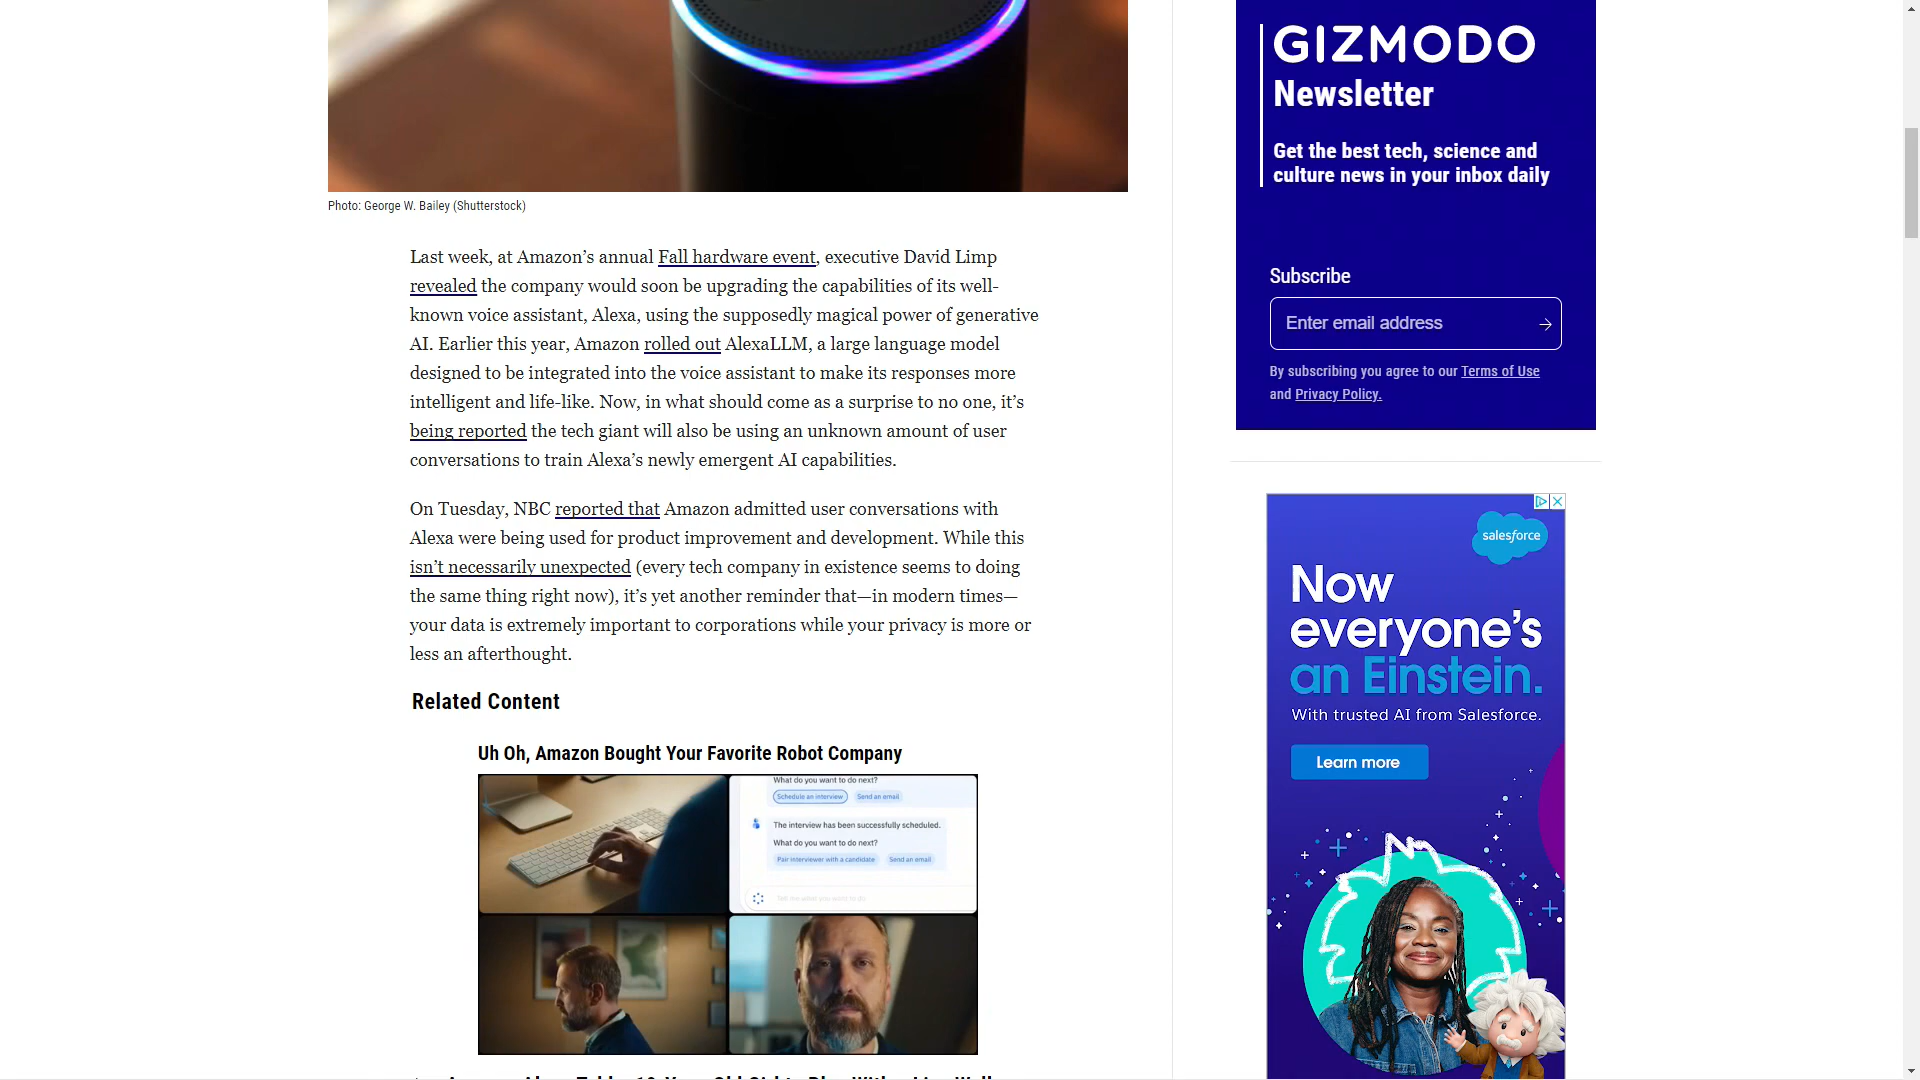 Photo: George W. Bailey (Shutterstock)
Last week, at Amazon’s annual Fall hardware event, executive David Limp
revealed the company would soon be upgrading the capabilities of its well-
known voice assistant, Alexa, using the supposedly magical power of generative
AI. Earlier this year, Amazon rolled out AlexaLLM, a large language model
designed to be integrated into the voice assistant to make its responses more
intelligent and life-like. Now, in what should come as a surprise to no one, it’s
being reported the tech giant will also be using an unknown amount of user
conversations to train Alexa’s newly emergent AI capabilities.
On Tuesday, NBC reported that Amazon admitted user conversations with
Alexa were being used for product improvement and development. While this
isn’t necessarily unexpected (every tech company in existence seems to doing
the same thing right now), it’s yet another reminder that—in modern times—
your data is extremely important to corporations while your privacy is more or
less an afterthought.
Related Content
Uh Oh, Amazon Bought Your Favorite Robot Company
What do you want to do next?
Schedule an interview
Send an email
The interview has been successfully scheduled.
What do you want to do next?
Pair interviewer with a candidate
Send an email
GIZMODO
Newsletter
Get the best tech, science and
culture news in your inbox daily
Subscribe
Enter email address
By subscribing you agree to our Terms of Use
and Privacy Policy.
salesforce
Now
everyone’s
an Einstein.
With trusted AI from Salesforce.
Learn more